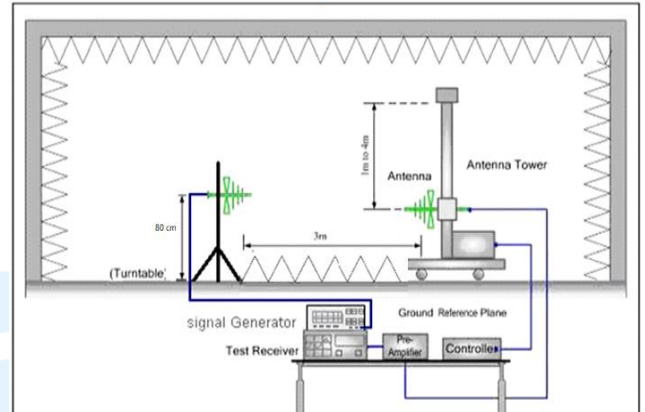 1m to 4m
Antenna
Antenna Tower
80 cm
3m
(Turntable)
Ground Reference Plane
signal Generator
Test Receiver
Pre-
Amplifier
Controller